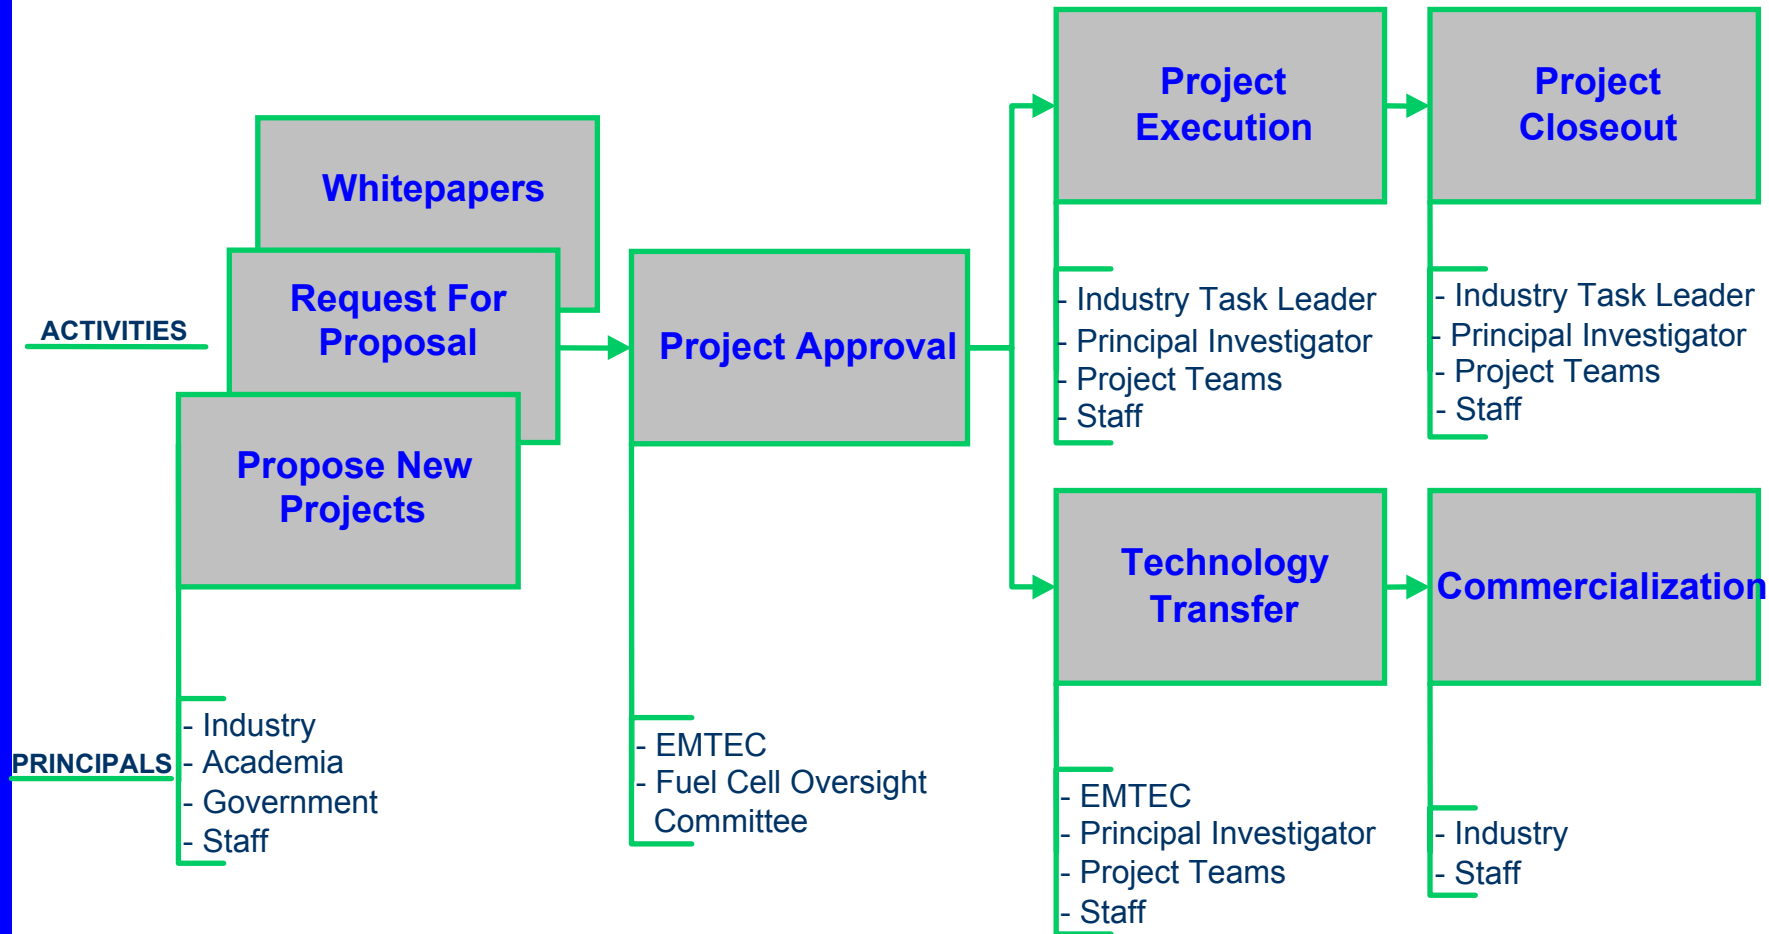 Project
Execution
Project
Closeout
Whitepapers
Request For
Proposal
ACTIVITIES
Project Approval
Propose New
Projects
- Industry Task Leader
- Principal Investigator
- Project Teams
- Staff
- Industry Task Leader
- Principal Investigator
- Project Teams
- Staff
Technology
Transfer
Commercialization
PRINCIPALS
- Industry
- Academia
- Government
- Staff
- EMTEC
- Fuel Cell Oversight
Committee
- EMTEC
- Principal Investigator
- Project Teams
- Staff
- Industry
- Staff